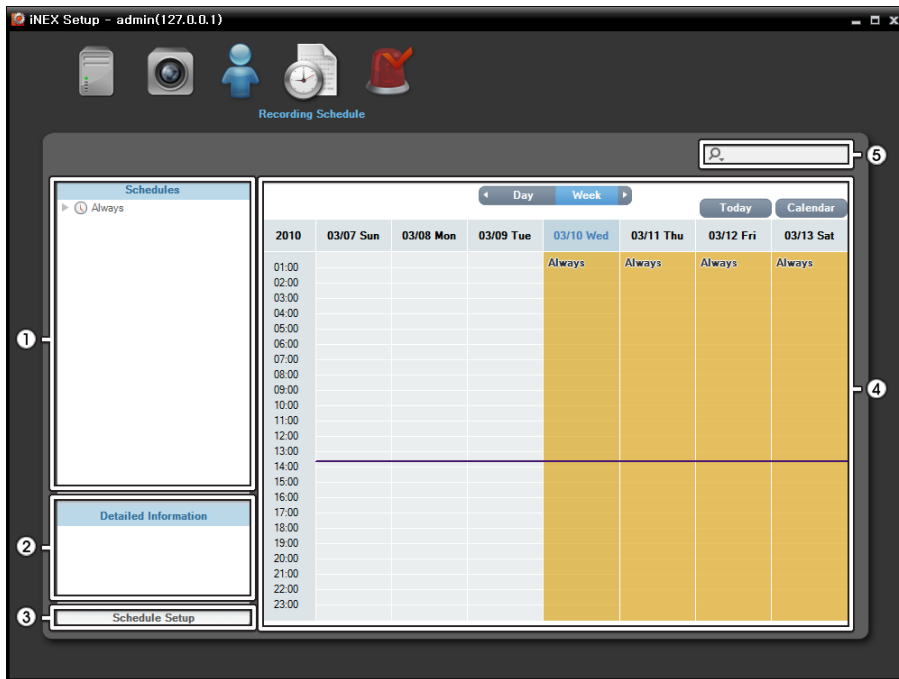 iNEX Setup - admin(127.0.0.1)
Recording Schedule
⑤
Schedules
Always
①
Detailed Information
②
③
Schedule Setup
Day Week
Today Calendar
2010 03/07 Sun 03/08 Mon 03/09 Tue 03/10 Wed 03/11 Thu 03/12 Fri 03/13 Sat
Always Always Always Always
01:00
02:00
03:00
04:00
05:00
06:00
07:00
08:00
09:00
10:00
11:00
12:00
13:00
14:00
15:00
16:00
17:00
18:00
19:00
20:00
21:00
22:00
23:00
④